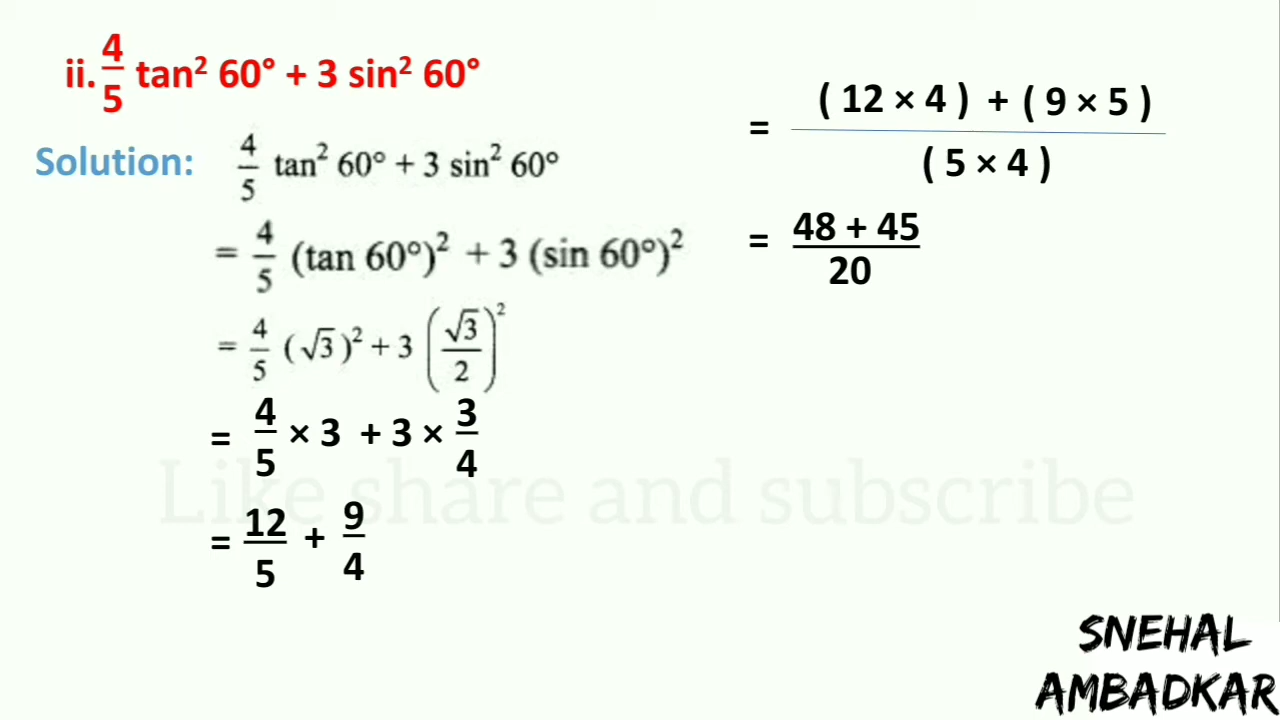 ii. 4/5 tan² 60° + 3 sin² 60°
Solution: 4/5 tan² 60° + 3 sin² 60°
= 4/5 (tan 60°)² + 3 (sin 60°)²
= 4/5 (√3)² + 3 (√3/2)²
= 4/5 × 3 + 3 × 3/4
= 12/5 + 9/4
= ( 12 × 4 ) + ( 9 × 5 ) / ( 5 × 4 )
= 48 + 45 / 20
Like share and subscribe
SNEHAL
AMBADKAR